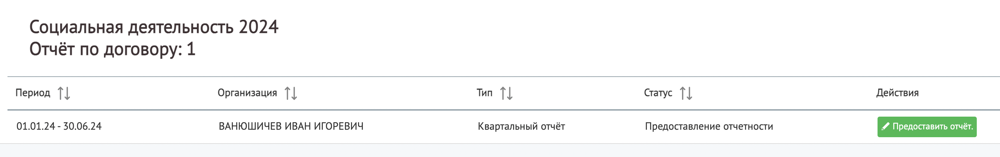 Социальная деятельность 2024
Отчёт по договору: 1
Период Организация Тип Статус Действия
01.01.24 - 30.06.24 ВАНЮШИЧЕВ ИВАН ИГОРЕВИЧ Квартальный отчёт Предоставление отчетности Предоставить отчёт.